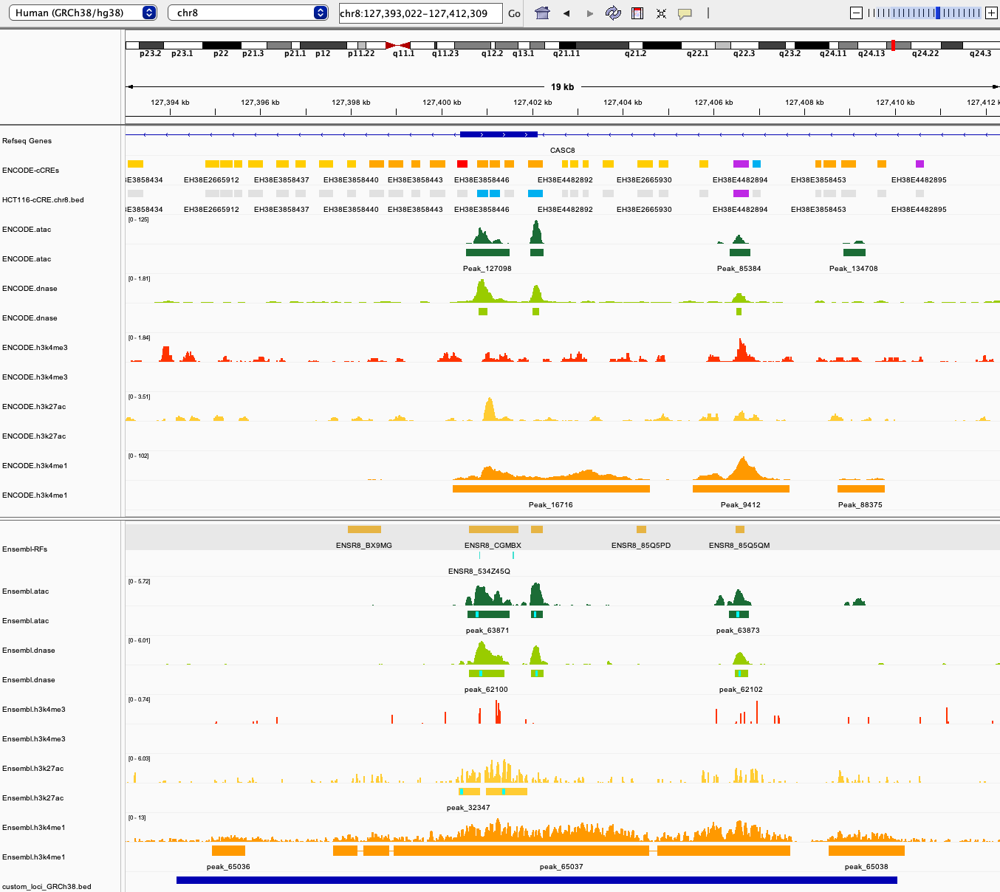 Human (GRCh38/hg38) chr8 chr8:127,393,022-127,412,309 Go
p23.2 p23.1 p22 p21.3 p21.1 p12 p11.22 q11.1 q11.23 q12.2 q13.1 q21.11 q21.2 q22.1 q22.3 q23.2 q24.11 q24.13 q24.22 q24.3
19 kb
127,394 kb 127,396 kb 127,398 kb 127,400 kb 127,402 kb 127,404 kb 127,406 kb 127,408 kb 127,410 kb 127,412 k
Refseq Genes
CASC8
ENCODE-cCREs
E3858434 EH38E2665912 EH38E3858437 EH38E3858440 EH38E3858443 EH38E3858446 EH38E4482892 EH38E2665930 EH38E4482894 EH38E3858453 EH38E4482895
HCT116-cCRE.chr8.bed
E3858434 EH38E2665912 EH38E3858437 EH38E3858440 EH38E3858443 EH38E3858446 EH38E4482892 EH38E2665930 EH38E4482894 EH38E3858453 EH38E4482895
[0 - 125]
ENCODE.atac
ENCODE.atac
Peak_127098 Peak_85384 Peak_134708
[0 - 1.81]
ENCODE.dnase
ENCODE.dnase
[0 - 1.84]
ENCODE.h3k4me3
ENCODE.h3k4me3
[0 - 3.51]
ENCODE.h3k27ac
ENCODE.h3k27ac
[0 - 102]
ENCODE.h3k4me1
ENCODE.h3k4me1
Peak_16716 Peak_9412 Peak_88375
Ensembl-RFs
ENSR8_BX9MG ENSR8_CGMBX ENSR8_85Q5PD ENSR8_85Q5QM
ENSR8_534Z45Q
[0 - 5.72]
Ensembl.atac
Ensembl.atac
peak_63871 peak_63873
[0 - 6.01]
Ensembl.dnase
Ensembl.dnase
peak_62100 peak_62102
[0 - 0.74]
Ensembl.h3k4me3
Ensembl.h3k4me3
[0 - 6.03]
Ensembl.h3k27ac
Ensembl.h3k27ac
peak_32347
[0 - 13]
Ensembl.h3k4me1
Ensembl.h3k4me1
peak_65036 peak_65037 peak_65038
custom_loci_GRCh38.bed